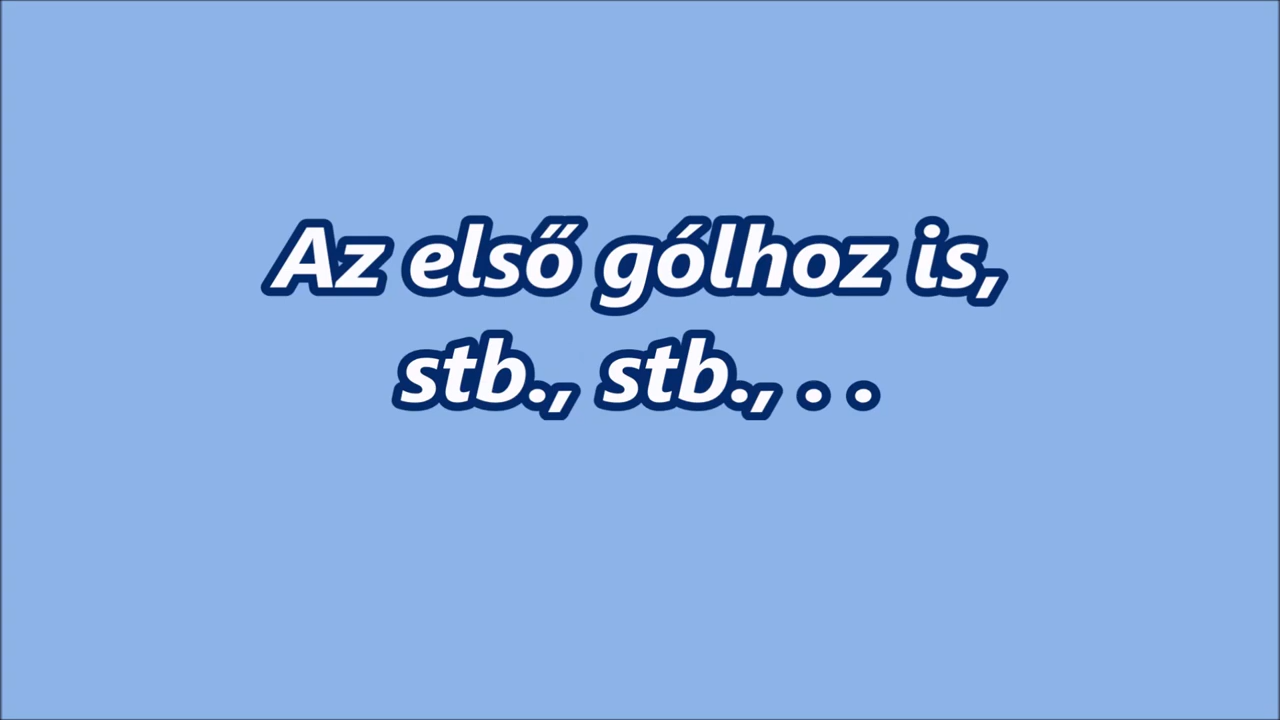 Az első gólhoz is,
stb., stb., . .